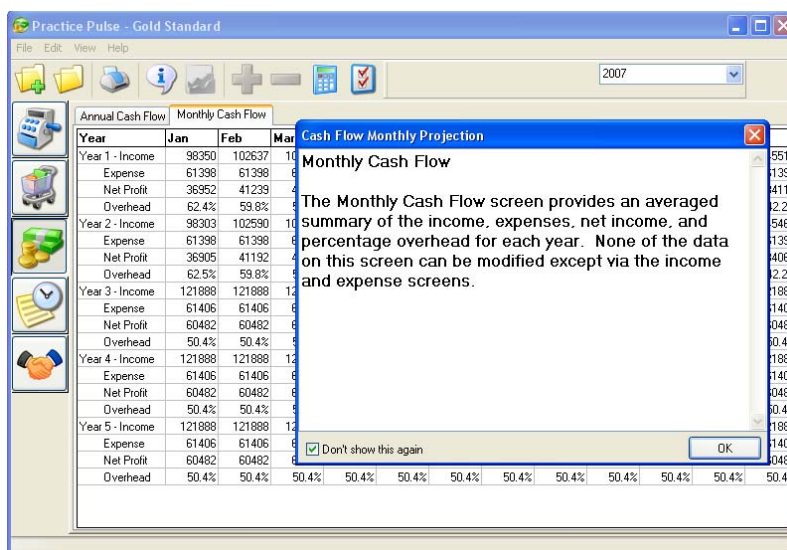 Practice Pulse - Gold Standard
File Edit View Help
2007
Annual Cash Flow Monthly Cash Flow
Year Jan Feb Mar
Year 1 - Income 98350 102637
Expense 61398 61398
Net Profit 36952 41239
Overhead 62.4% 59.8%
Year 2 - Income 98303 102590
Expense 61398 61398
Net Profit 36905 41192
Overhead 62.5% 59.8%
Year 3 - Income 121888 121888
Expense 61406 61406
Net Profit 60482 60482
Overhead 50.4% 50.4%
Year 4 - Income 121888 121888
Expense 61406 61406
Net Profit 60482 60482
Overhead 50.4% 50.4%
Year 5 - Income 121888 121888
Expense 61406 61406
Net Profit 60482 60482
Overhead 50.4% 50.4% 50.4% 50.4% 50.4% 50.4% 50.4% 50.4% 50.4% 50.4% 50.4%
Cash Flow Monthly Projection
Monthly Cash Flow
The Monthly Cash Flow screen provides an averaged
summary of the income, expenses, net income, and
percentage overhead for each year. None of the data
on this screen can be modified except via the income
and expense screens.
Don't show this again
OK